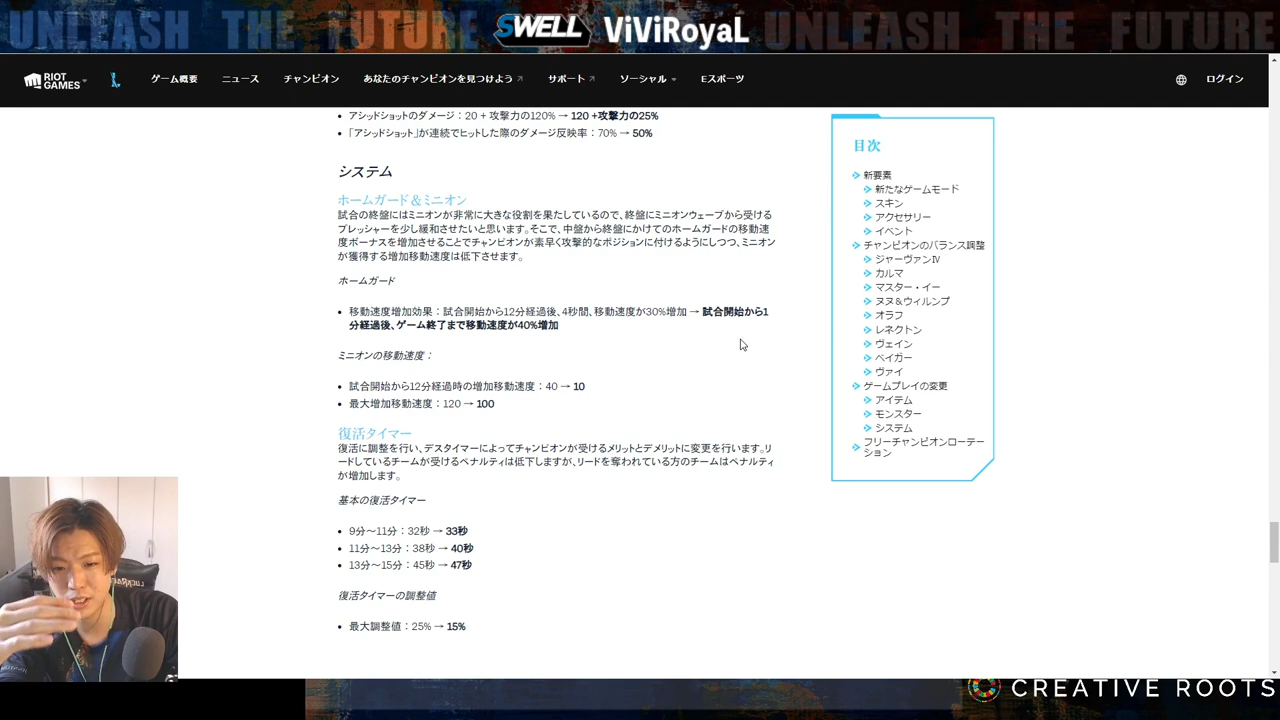 UNLEASH THE FUTURE SWELL ViViRoyaL UNLEASH THE FUTURE
RIOT GAMES ゲーム概要 ニュース チャンピオン あなたのチャンピオンを見つけよう サポート ソーシャル Eスポーツ ログイン
アシッドショットのダメージ：20 + 攻撃力の120% → 120 +攻撃力の25%
「アシッドショット」が連続でヒットした際のダメージ反映率：70% → 50%
システム
ホームガード＆ミニオン
試合の終盤にはミニオンが非常に大きな役割を果たしているので、終盤にミニオンウェーブから受ける
プレッシャーを少し緩和させたいと思います。そこで、中盤から終盤にかけてのホームガードの移動速
度ボーナスを増加させることでチャンピオンが素早く攻撃的なポジションに付けるようにしつつ、ミニオン
が獲得する増加移動速度は低下させます。
ホームガード
移動速度増加効果：試合開始から12分経過後、4秒間、移動速度が30%増加 → 試合開始から1
分経過後、ゲーム終了まで移動速度が40%増加
ミニオンの移動速度：
試合開始から12分経過時の増加移動速度：40 → 10
最大増加移動速度：120 → 100
復活タイマー
復活に調整を行い、デスタイマーによってチャンピオンが受けるメリットとデメリットに変更を行います。リ
ードしているチームが受けるペナルティは低下しますが、リードを奪われている方のチームはペナルティ
が増加します。
基本の復活タイマー
9分～11分：32秒 → 33秒
11分～13分：38秒 → 40秒
13分～15分：45秒 → 47秒
復活タイマーの調整値
最大調整値：25% → 15%
目次
新要素
新たなゲームモード
スキン
アクセサリー
イベント
チャンピオンのバランス調整
ジャーヴァンⅣ
カルマ
マスター・イー
ヌヌ＆ウィルンプ
オラフ
レネクトン
ヴェイン
ベイガー
ヴァイ
ゲームプレイの変更
アイテム
モンスター
システム
フリーチャンピオンローテー
ション
CREATIVE ROOTS